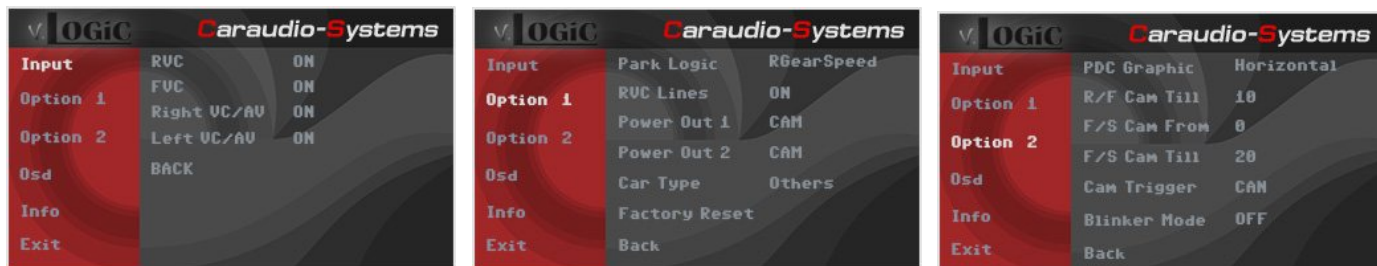 v.LOGiC Caraudio-Systems
Input RVC ON
FVC ON
Option 1
Right VC/AV ON
Option 2 Left VC/AV ON
Osd BACK
Info
Exit
v.LOGiC Caraudio-Systems
Input Park Logic RGearSpeed
Option 1 RVC Lines ON
Power Out 1 CAM
Option 2
Power Out 2 CAM
Osd Car Type Others
Info Factory Reset
Exit Back
v.LOGiC Caraudio-Systems
Input PDC Graphic Horizontal
Option 1 R/F Cam Till 10
F/S Cam From 0
Option 2
F/S Cam Till 20
Osd Cam Trigger CAN
Info Blinker Mode OFF
Exit Back